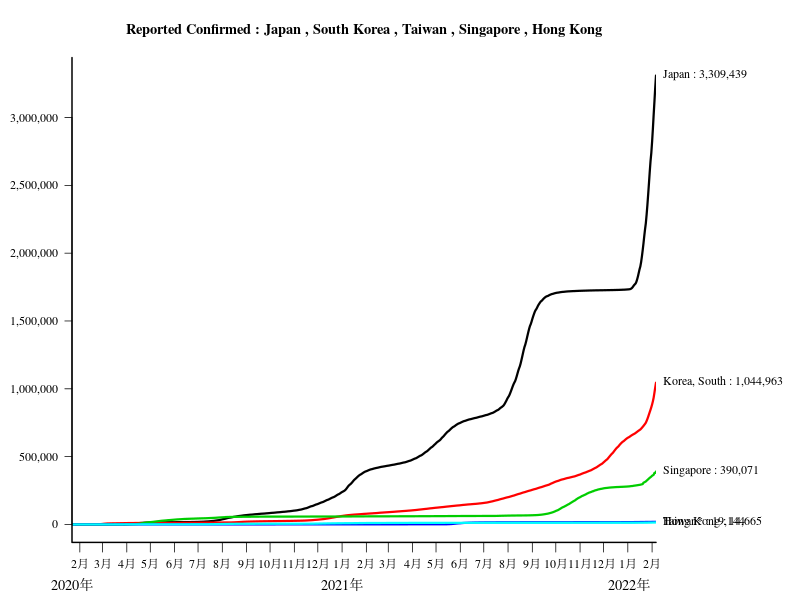 Reported Confirmed : Japan , South Korea , Taiwan , Singapore , Hong Kong
Japan : 3,309,439
3,000,000
2,500,000
2,000,000
1,500,000
1,000,000
Korea, South : 1,044,963
500,000
Singapore : 390,071
0
2月 3月 4月 5月 6月 7月 8月 9月 10月 11月 12月 1月 2月 3月 4月 5月 6月 7月 8月 9月 10月 11月 12月 1月 2月
2020年 2021年 2022年